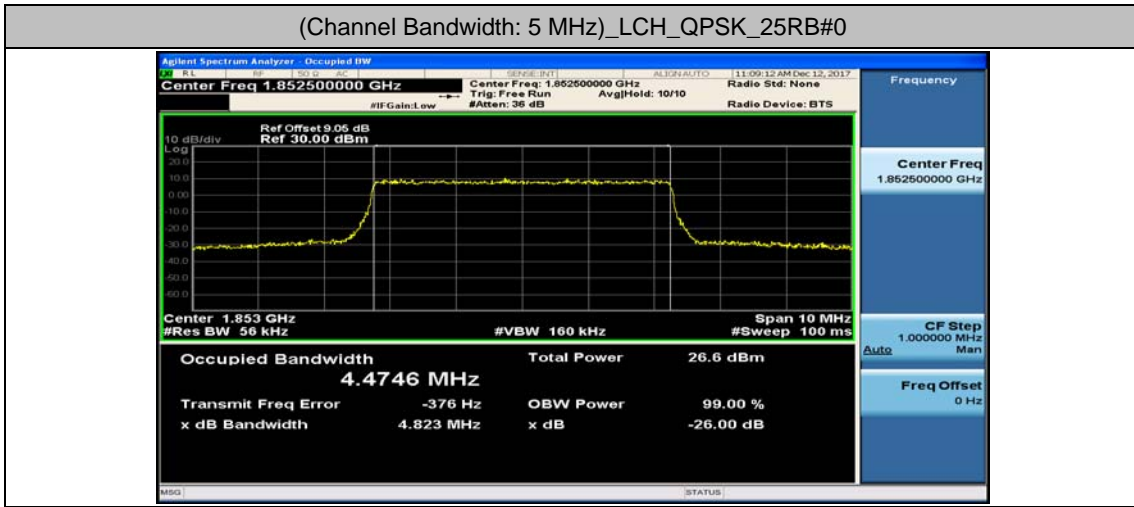 (Channel Bandwidth: 5 MHz)_LCH_QPSK_25RB#0
Agilent Spectrum Analyzer - Occupied BW
LXI RL RF 50 Ω AC SENSE:INT ALIGN AUTO 11:09:12 AM Dec 12, 2017
Center Freq 1.852500000 GHz Center Freq: 1.852500000 GHz Radio Std: None
Trig: Free Run Avg|Hold: 10/10
#IFGain:Low #Atten: 36 dB Radio Device: BTS
Ref Offset 9.05 dB
10 dB/div Ref 30.00 dBm
Log
20.0
10.0
0.00
-10.0
-20.0
-30.0
-40.0
-50.0
-60.0
Center 1.853 GHz Span 10 MHz
#Res BW 56 kHz #VBW 160 kHz #Sweep 100 ms
Occupied Bandwidth Total Power 26.6 dBm
4.4746 MHz
Transmit Freq Error -376 Hz OBW Power 99.00 %
x dB Bandwidth 4.823 MHz x dB -26.00 dB
MSG STATUS
Frequency
Center Freq
1.852500000 GHz
CF Step
1.000000 MHz
Auto Man
Freq Offset
0 Hz